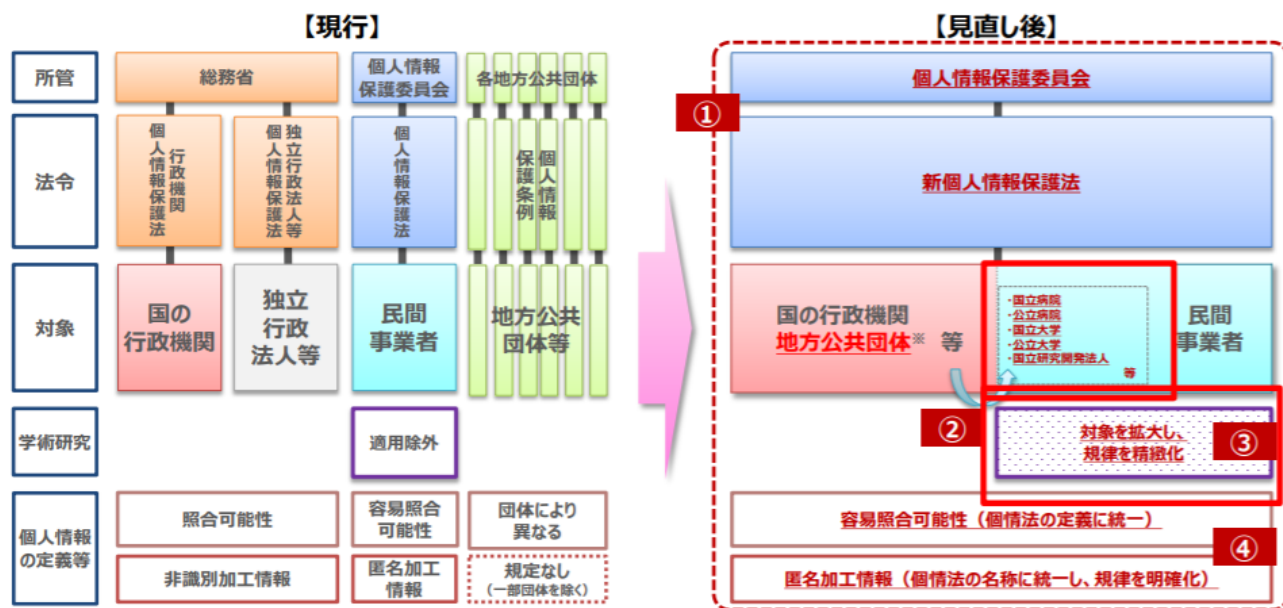 【現行】
【見直し後】
所管
総務省
個人情報
保護委員会
各地方公共団体
個人情報保護委員会
①
法令
行政機関
個人情報保護法
独立行政法人等
個人情報保護法
個人情報保護法
個人情報
保護条例
新個人情報保護法
対象
国の
行政機関
独立
行政
法人等
民間
事業者
地方公共
団体等
国の行政機関
地方公共団体※ 等
・国立病院
・公立病院
・国立大学
・公立大学
・国立研究開発法人
等
民間
事業者
学術研究
適用除外
②
対象を拡大し、
規律を精緻化
③
個人情報
の定義等
照合可能性
容易照合
可能性
団体により
異なる
容易照合可能性（個情法の定義に統一）
④
非識別加工情報
匿名加工
情報
規定なし
（一部団体を除く）
匿名加工情報（個情法の名称に統一し、規律を明確化）